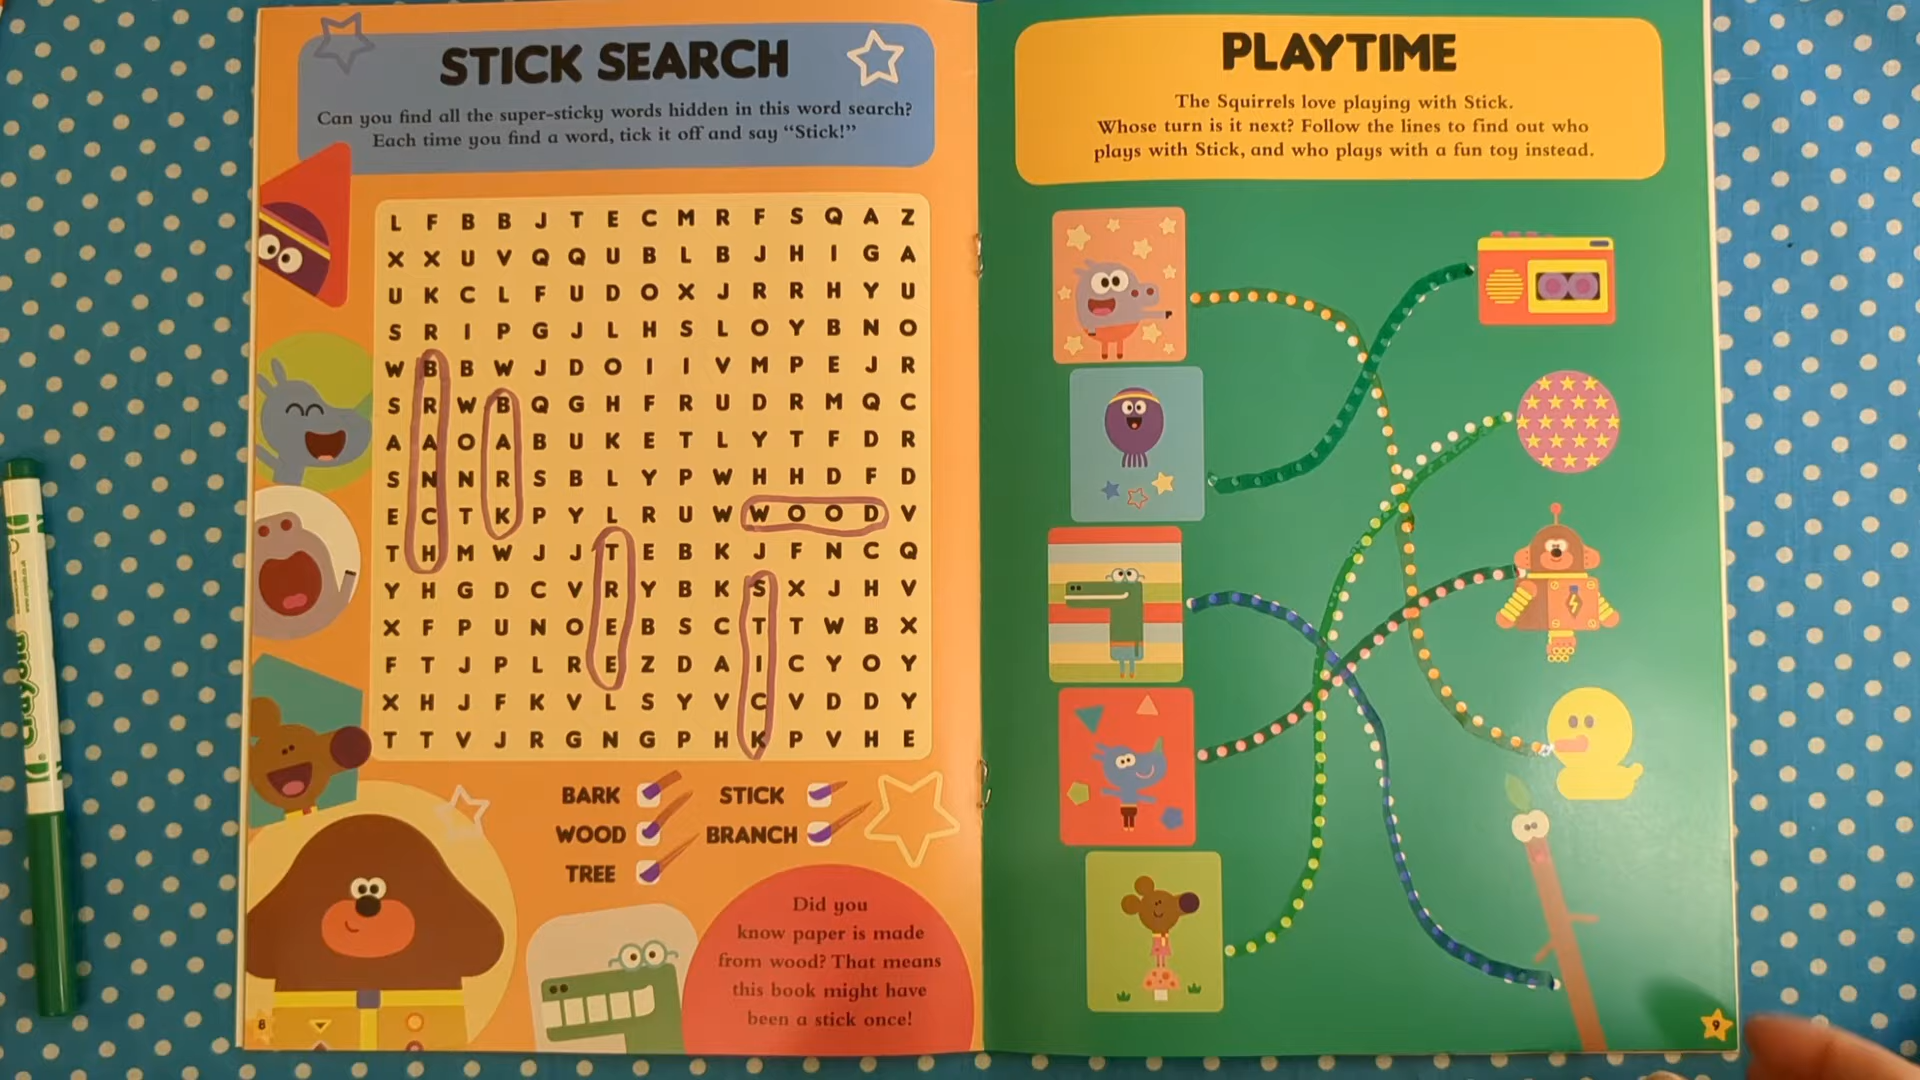 STICK SEARCH
Can you find all the super-sticky words hidden in this word search?
Each time you find a word, tick it off and say “Stick!”
L F B B J T E C M R F S Q A Z
X X U V Q Q U B L B J H I G A
U K C L F U D O X J R R H Y U
S R I P G J L H S L O Y B N O
W B B W J D O I I V M P E J R
S R W B Q G H F R U D R M Q C
A A O A B U K E T L Y T F D R
S N N R S B L Y P W H H D F D
E C T K P Y L R U W W O O D V
T H M W J J T E B K J F N C Q
Y H G D C V R Y B K S X J H V
X F P U N O E B S C T T W B X
F T J P L R E Z D A I C Y O Y
X H J F K V L S Y V C V D D Y
T T V J R G N G P H K P V H E
BARK STICK
WOOD BRANCH
TREE
Did you
know paper is made
from wood? That means
this book might have
been a stick once!
8
PLAYTIME
The Squirrels love playing with Stick.
Whose turn is it next? Follow the lines to find out who
plays with Stick, and who plays with a fun toy instead.
9
Crayola